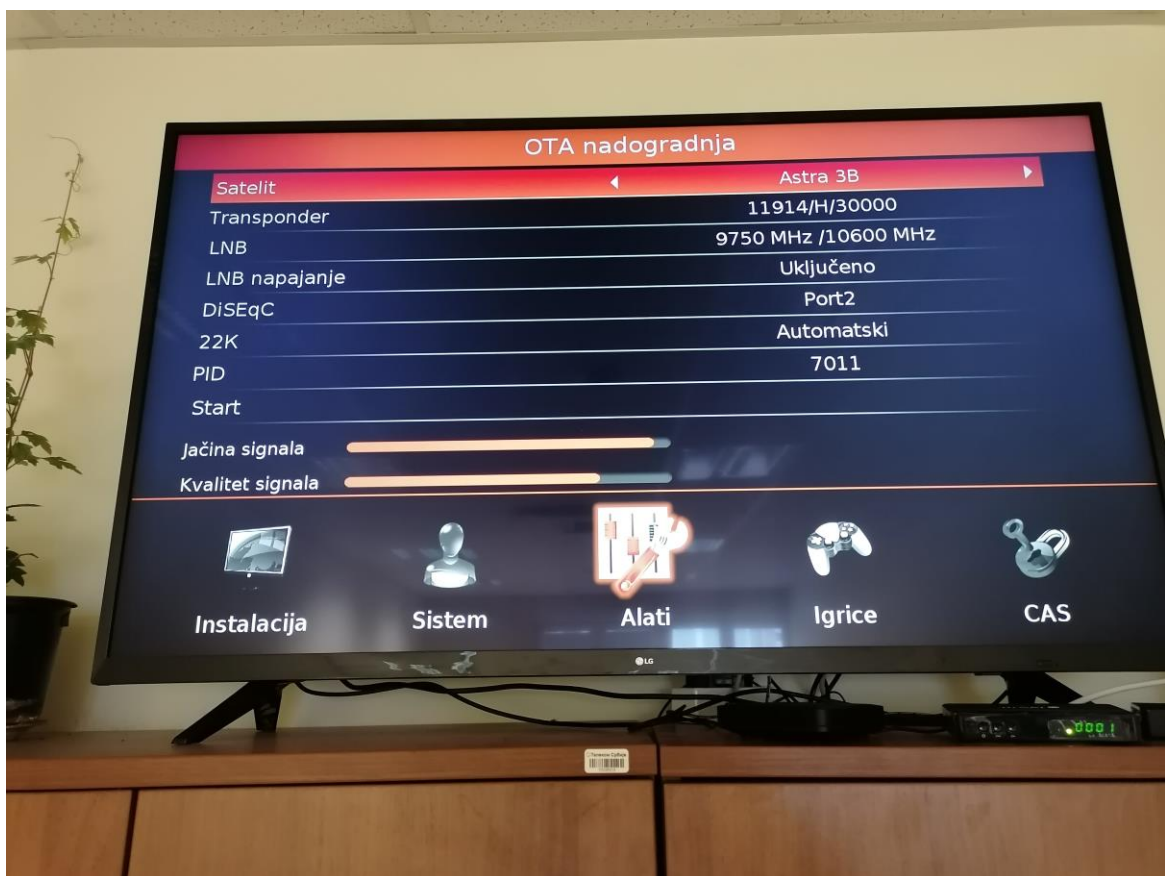 OTA nadogradnja
Satelit Astra 3B
Transponder 11914/H/30000
LNB 9750 MHz /10600 MHz
LNB napajanje Uključeno
DiSEqC Port2
22K Automatski
PID 7011
Start
Jačina signala
Kvalitet signala
Instalacija Sistem Alati Igrice CAS
LG
0001